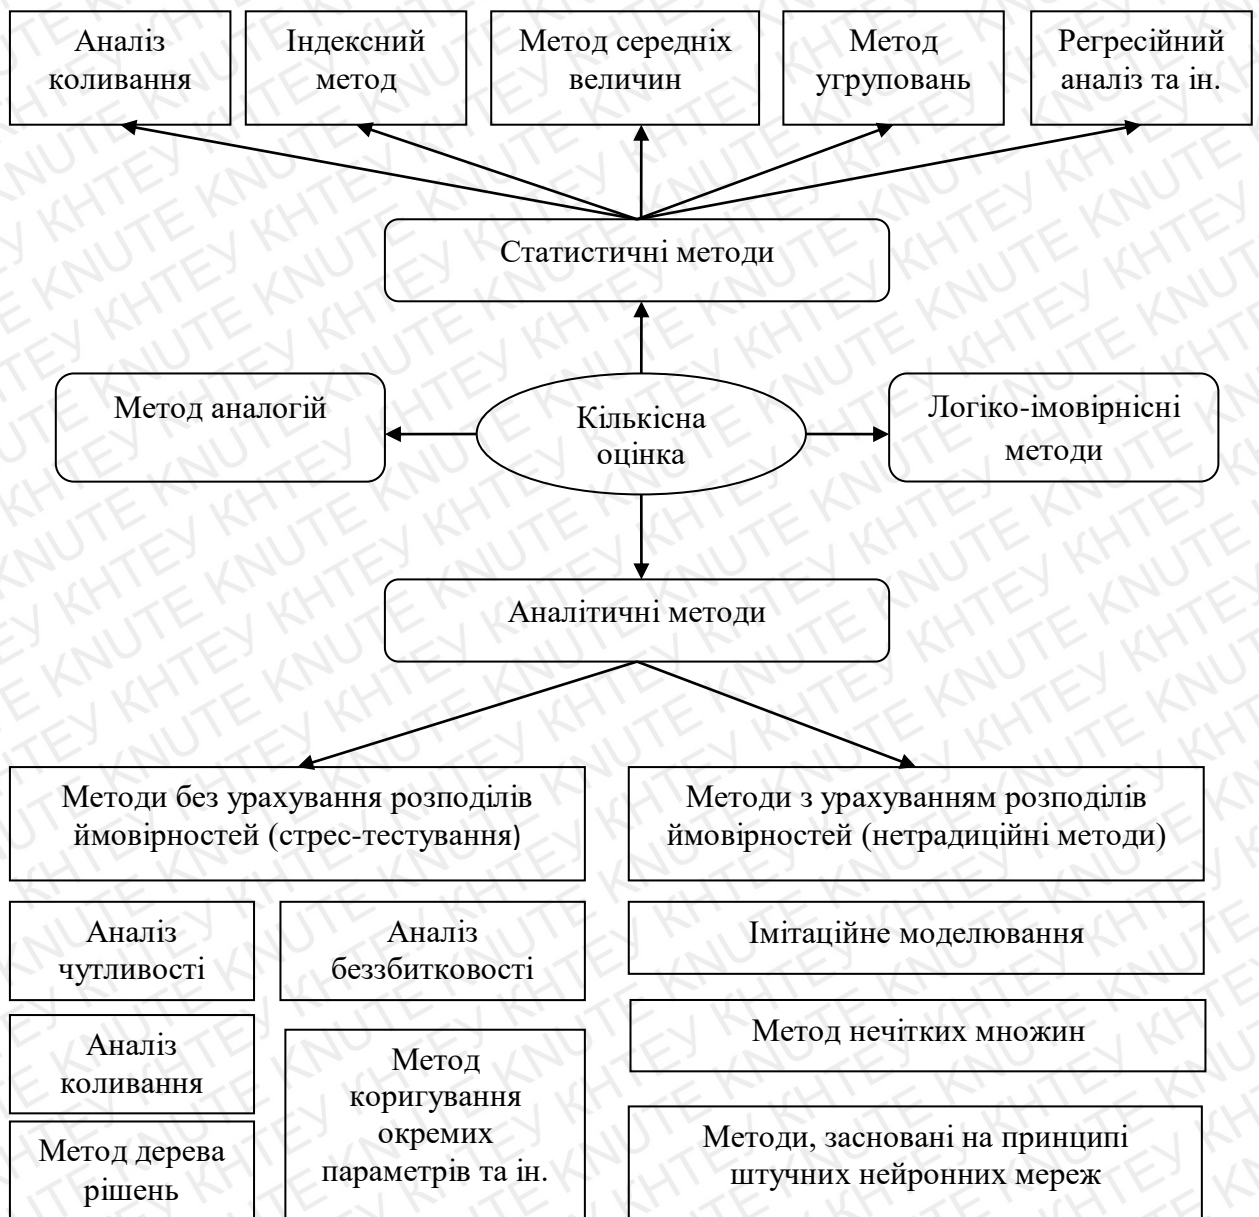 Аналіз
коливання
Індексний
метод
Метод середніх
величин
Метод
угруповань
Регресійний
аналіз та ін.
Статистичні методи
Метод аналогій
Кількісна
оцінка
Логіко-імовірнісні
методи
Аналітичні методи
Методи без урахування розподілів
ймовірностей (стрес-тестування)
Методи з урахуванням розподілів
ймовірностей (нетрадиційні методи)
Аналіз
чутливості
Аналіз
беззбитковості
Імітаційне моделювання
Аналіз
коливання
Метод
коригування
окремих
параметрів та ін.
Метод нечітких множин
Метод дерева
рішень
Методи, засновані на принципі
штучних нейронних мереж